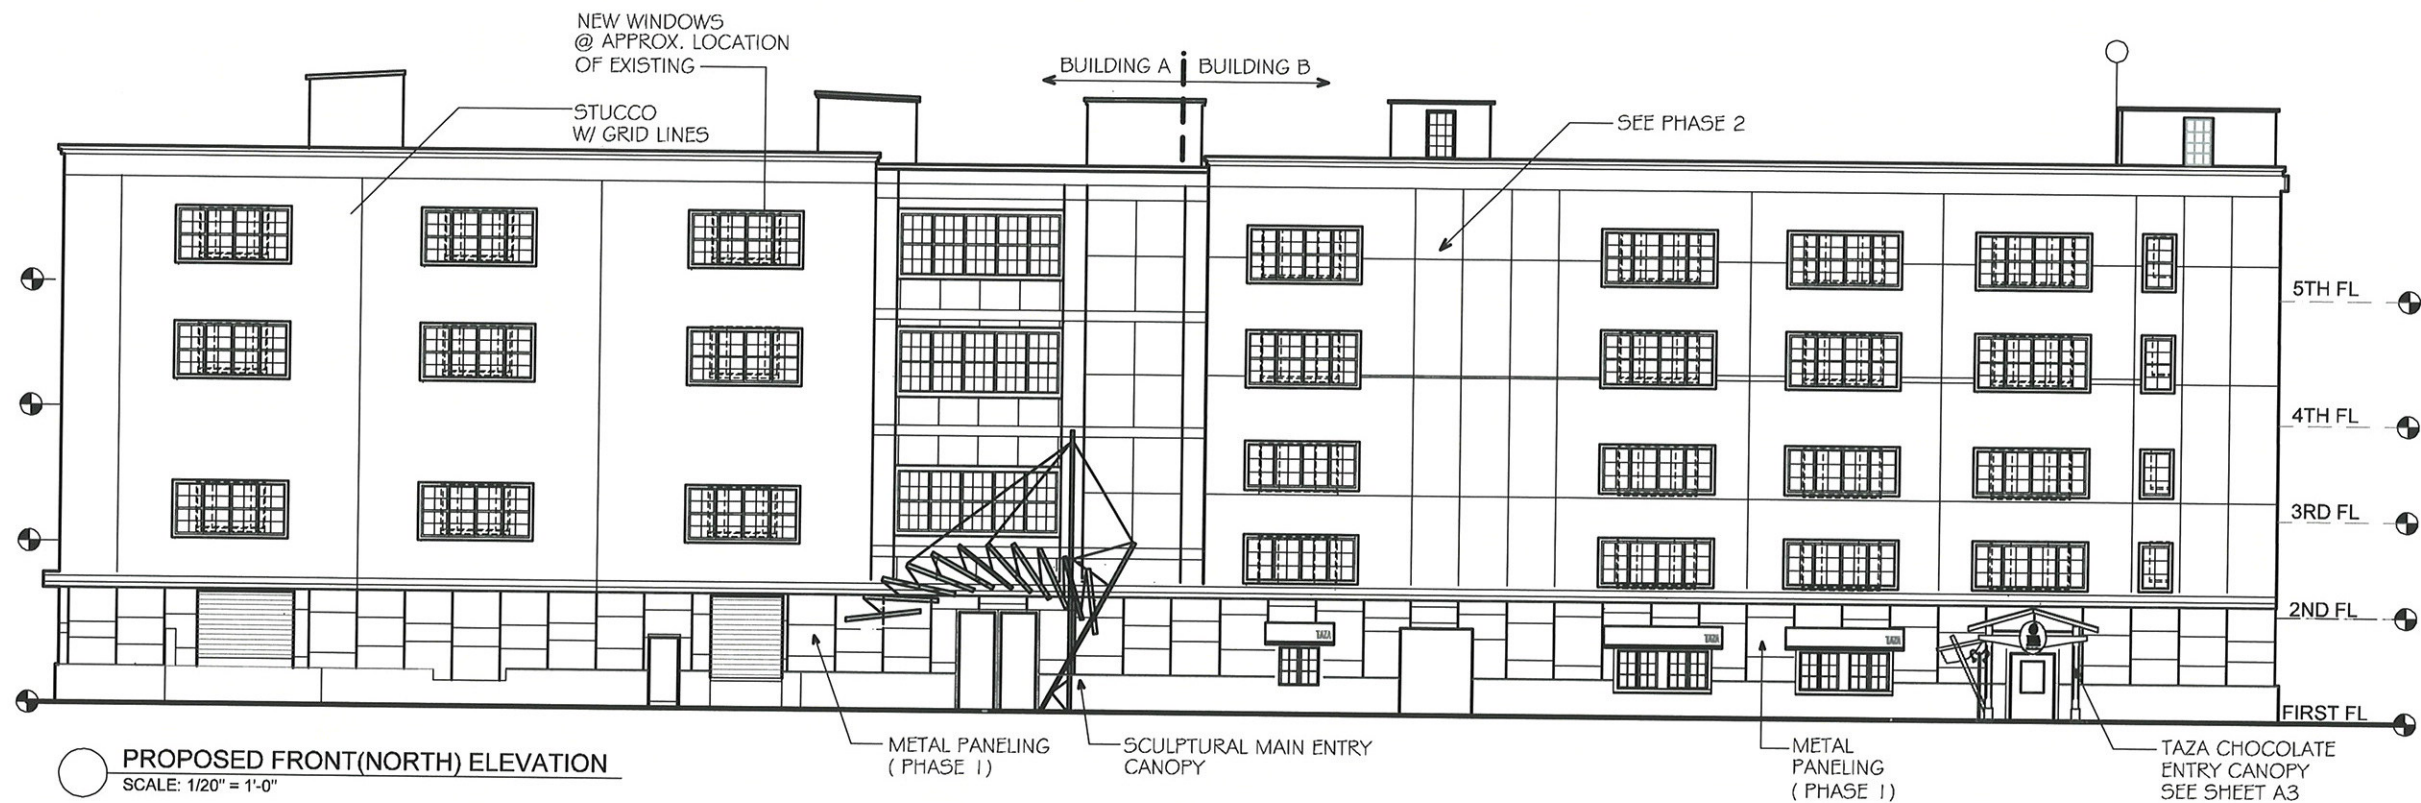 NEW WINDOWS
@ APPROX. LOCATION
OF EXISTING
STUCCO
W/ GRID LINES
BUILDING A
BUILDING B
SEE PHASE 2
5TH FL
4TH FL
3RD FL
2ND FL
FIRST FL
TAZA
TAZA
TAZA
METAL PANELING
( PHASE 1)
SCULPTURAL MAIN ENTRY
CANOPY
METAL
PANELING
( PHASE 1)
TAZA CHOCOLATE
ENTRY CANOPY
SEE SHEET A3
PROPOSED FRONT(NORTH) ELEVATION
SCALE: 1/20" = 1'-0"